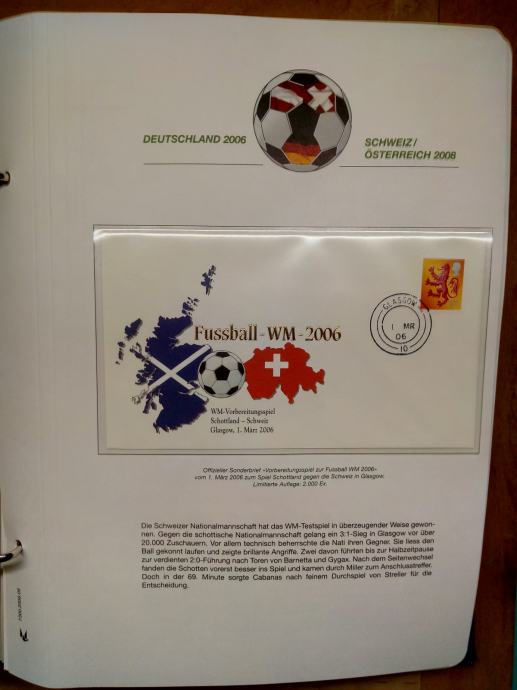 DEUTSCHLAND 2006
SCHWEIZ/
ÖSTERREICH 2008
GLASGOW
1 MR
06
10
Fussball-WM-2006
WM-Vorbereitungsspiel
Schottland – Schweiz
Glasgow, 1. März 2006
Offizieller Sonderbrief «Vorbereitungsspiel zur Fussball WM 2006»
vom 1. März 2006 zum Spiel Schottland gegen die Schweiz in Glasgow.
Limitierte Auflage: 2.000 Ex.
Die Schweizer Nationalmannschaft hat das WM-Testspiel in überzeugender Weise gewon-
nen. Gegen die schottische Nationalmannschaft gelang ein 3:1-Sieg in Glasgow vor über
20.000 Zuschauern. Vor allem technisch beherrschte die Nati ihren Gegner. Sie liess den
Ball gekonnt laufen und zeigte brillante Angriffe. Zwei davon führten bis zur Halbzeitpause
zur verdienten 2:0-Führung nach Toren von Barnetta und Gygax. Nach dem Seitenwechsel
fanden die Schotten vorerst besser ins Spiel und kamen durch Miller zum Anschlusstreffer.
Doch in der 69. Minute sorgte Cabanas nach feinem Durchspiel von Streller für die
Entscheidung.